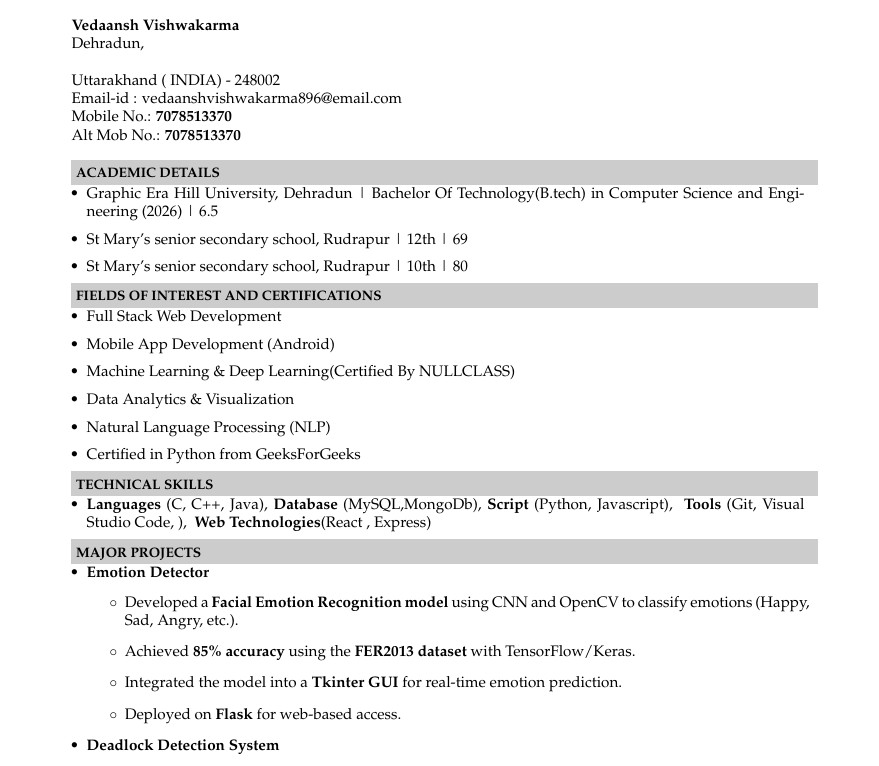 Vedaansh Vishwakarma
Dehradun,
Uttarakhand ( INDIA) - 248002
Email-id : vedaanshvishwakarma896@email.com
Mobile No.: 7078513370
Alt Mob No.: 7078513370
ACADEMIC DETAILS
• Graphic Era Hill University, Dehradun | Bachelor Of Technology(B.tech) in Computer Science and Engi-
neering (2026) | 6.5
• St Mary's senior secondary school, Rudrapur | 12th | 69
• St Mary's senior secondary school, Rudrapur | 10th | 80
FIELDS OF INTEREST AND CERTIFICATIONS
• Full Stack Web Development
• Mobile App Development (Android)
• Machine Learning & Deep Learning(Certified By NULLCLASS)
• Data Analytics & Visualization
• Natural Language Processing (NLP)
• Certified in Python from GeeksForGeeks
TECHNICAL SKILLS
• Languages (C, C++, Java), Database (MySQL,MongoDb), Script (Python, Javascript), Tools (Git, Visual
Studio Code, ), Web Technologies(React , Express)
MAJOR PROJECTS
• Emotion Detector
○ Developed a Facial Emotion Recognition model using CNN and OpenCV to classify emotions (Happy,
Sad, Angry, etc.).
○ Achieved 85% accuracy using the FER2013 dataset with TensorFlow/Keras.
○ Integrated the model into a Tkinter GUI for real-time emotion prediction.
○ Deployed on Flask for web-based access.
• Deadlock Detection System